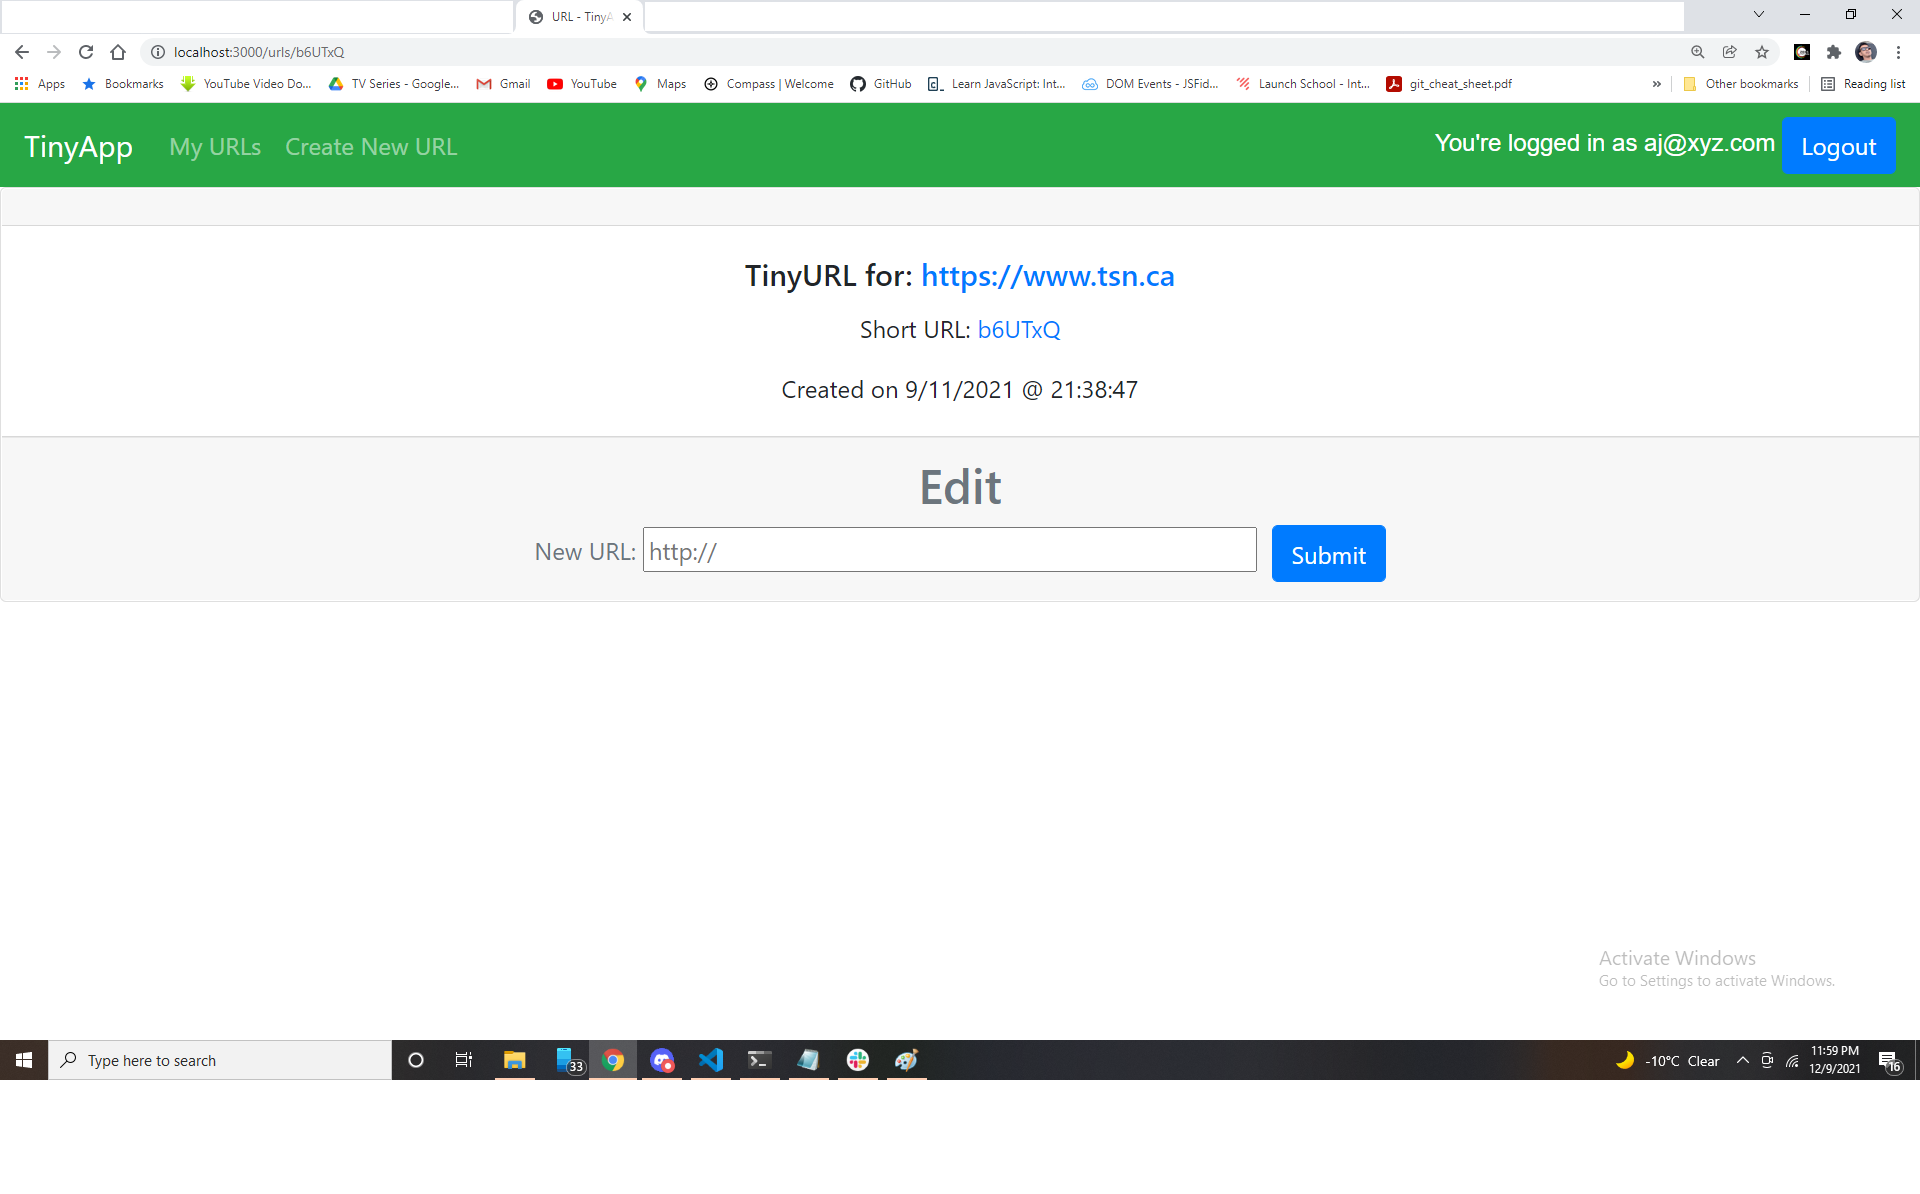 URL - TinyA
localhost:3000/urls/b6UTxQ
Apps Bookmarks YouTube Video Do... TV Series - Google... Gmail YouTube Maps Compass | Welcome GitHub Learn JavaScript: Int... DOM Events - JSFid... Launch School - Int... git_cheat_sheet.pdf » Other bookmarks Reading list
TinyApp My URLs Create New URL You're logged in as aj@xyz.com Logout
TinyURL for: https://www.tsn.ca
Short URL: b6UTxQ
Created on 9/11/2021 @ 21:38:47
Edit
New URL: http:// Submit
Activate Windows
Go to Settings to activate Windows.
Type here to search 33 -10°C Clear 11:59 PM
12/9/2021 16